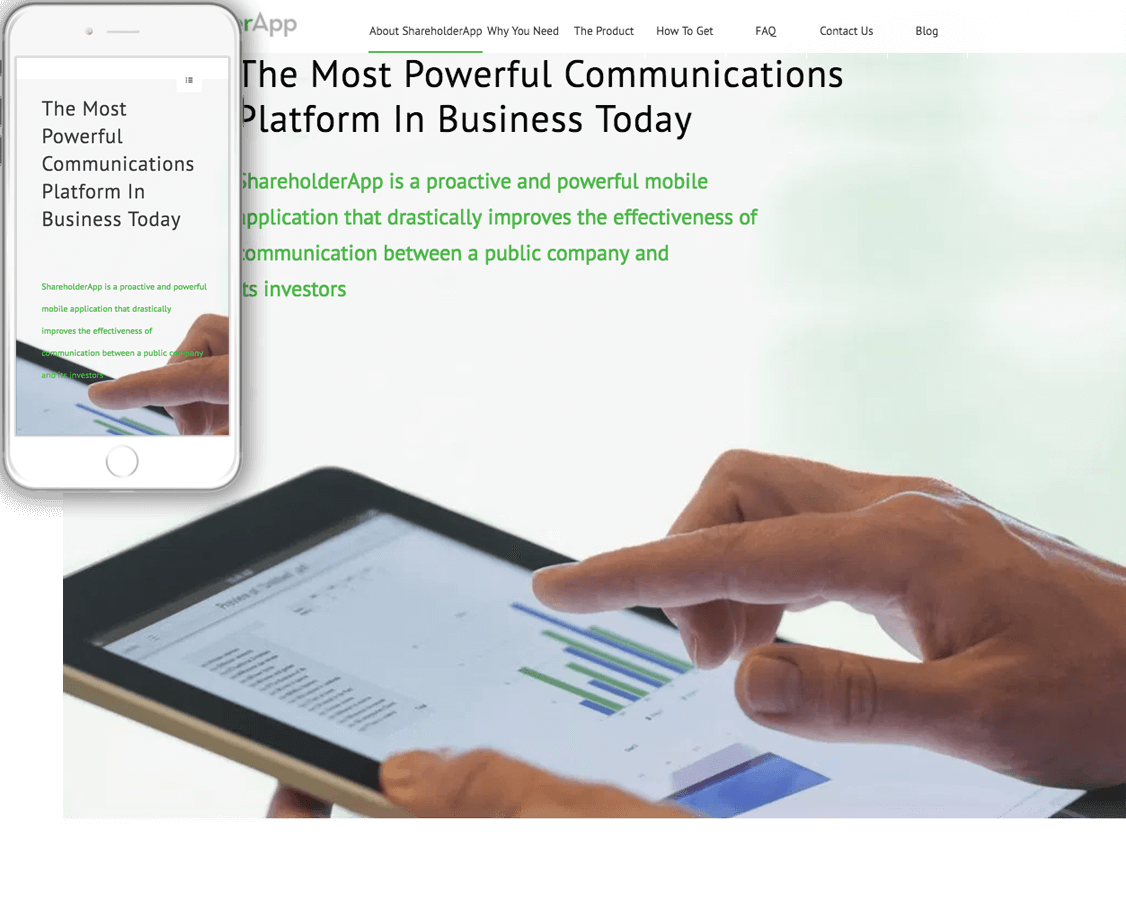 erApp
About ShareholderApp Why You Need The Product How To Get FAQ Contact Us Blog
The Most Powerful Communications
Platform In Business Today
ShareholderApp is a proactive and powerful mobile
application that drastically improves the effectiveness of
communication between a public company and
its investors
The Most
Powerful
Communications
Platform In
Business Today
ShareholderApp is a proactive and powerful
mobile application that drastically
improves the effectiveness of
communication between a public company
and its investors